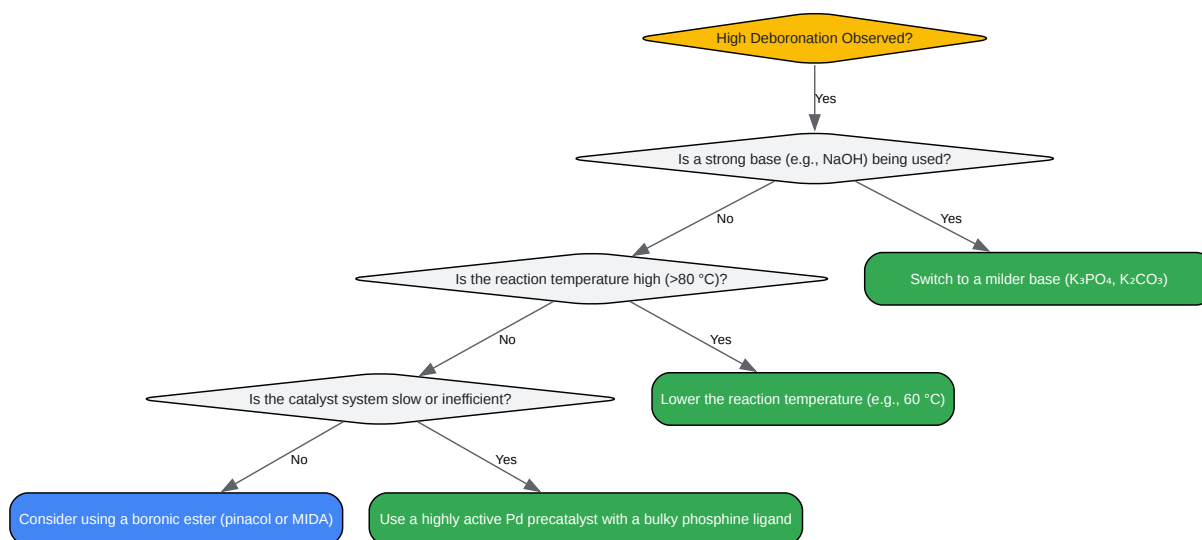 High Deboronation Observed?
Yes
Is a strong base (e.g., NaOH) being used?
No
Yes
Is the reaction temperature high (>80 °C)?
Switch to a milder base (K₃PO₄, K₂CO₃)
No
Yes
Is the catalyst system slow or inefficient?
Lower the reaction temperature (e.g., 60 °C)
No
Yes
Consider using a boronic ester (pinacol or MIDA)
Use a highly active Pd precatalyst with a bulky phosphine ligand